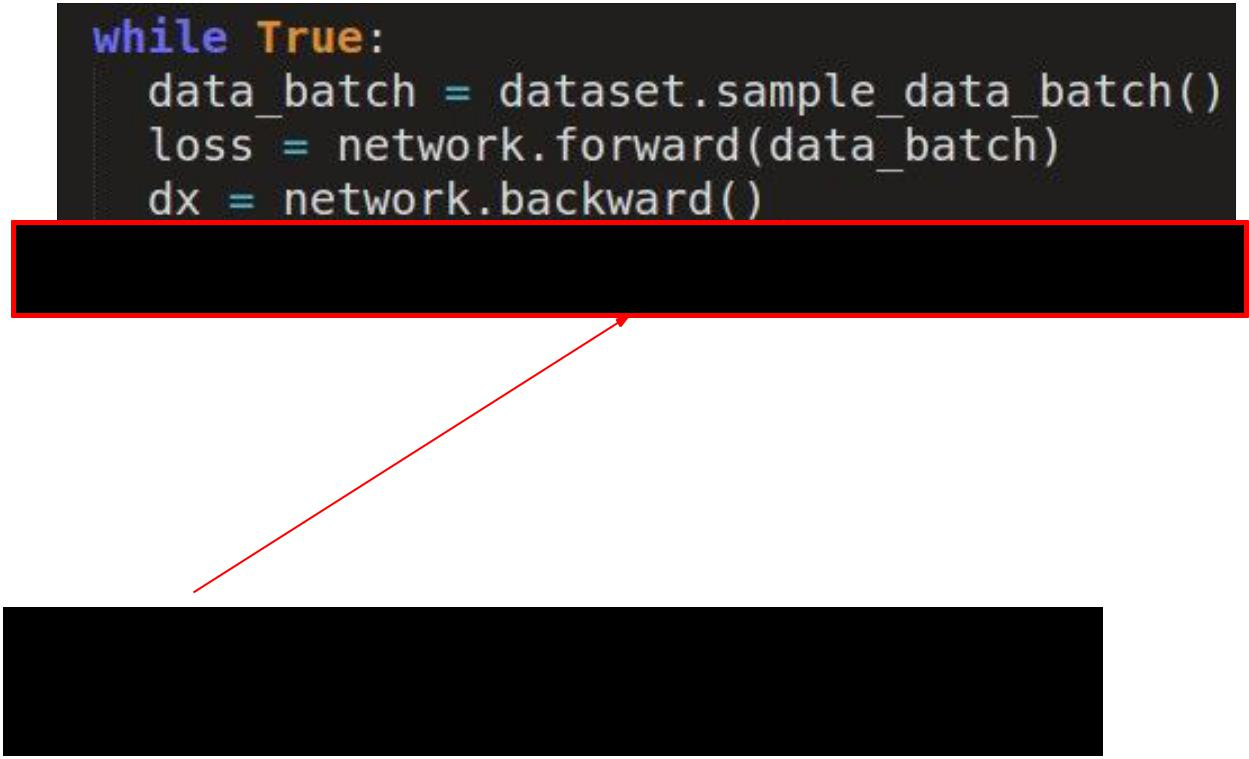 while True:
data_batch = dataset.sample_data_batch()
loss = network.forward(data_batch)
dx = network.backward()